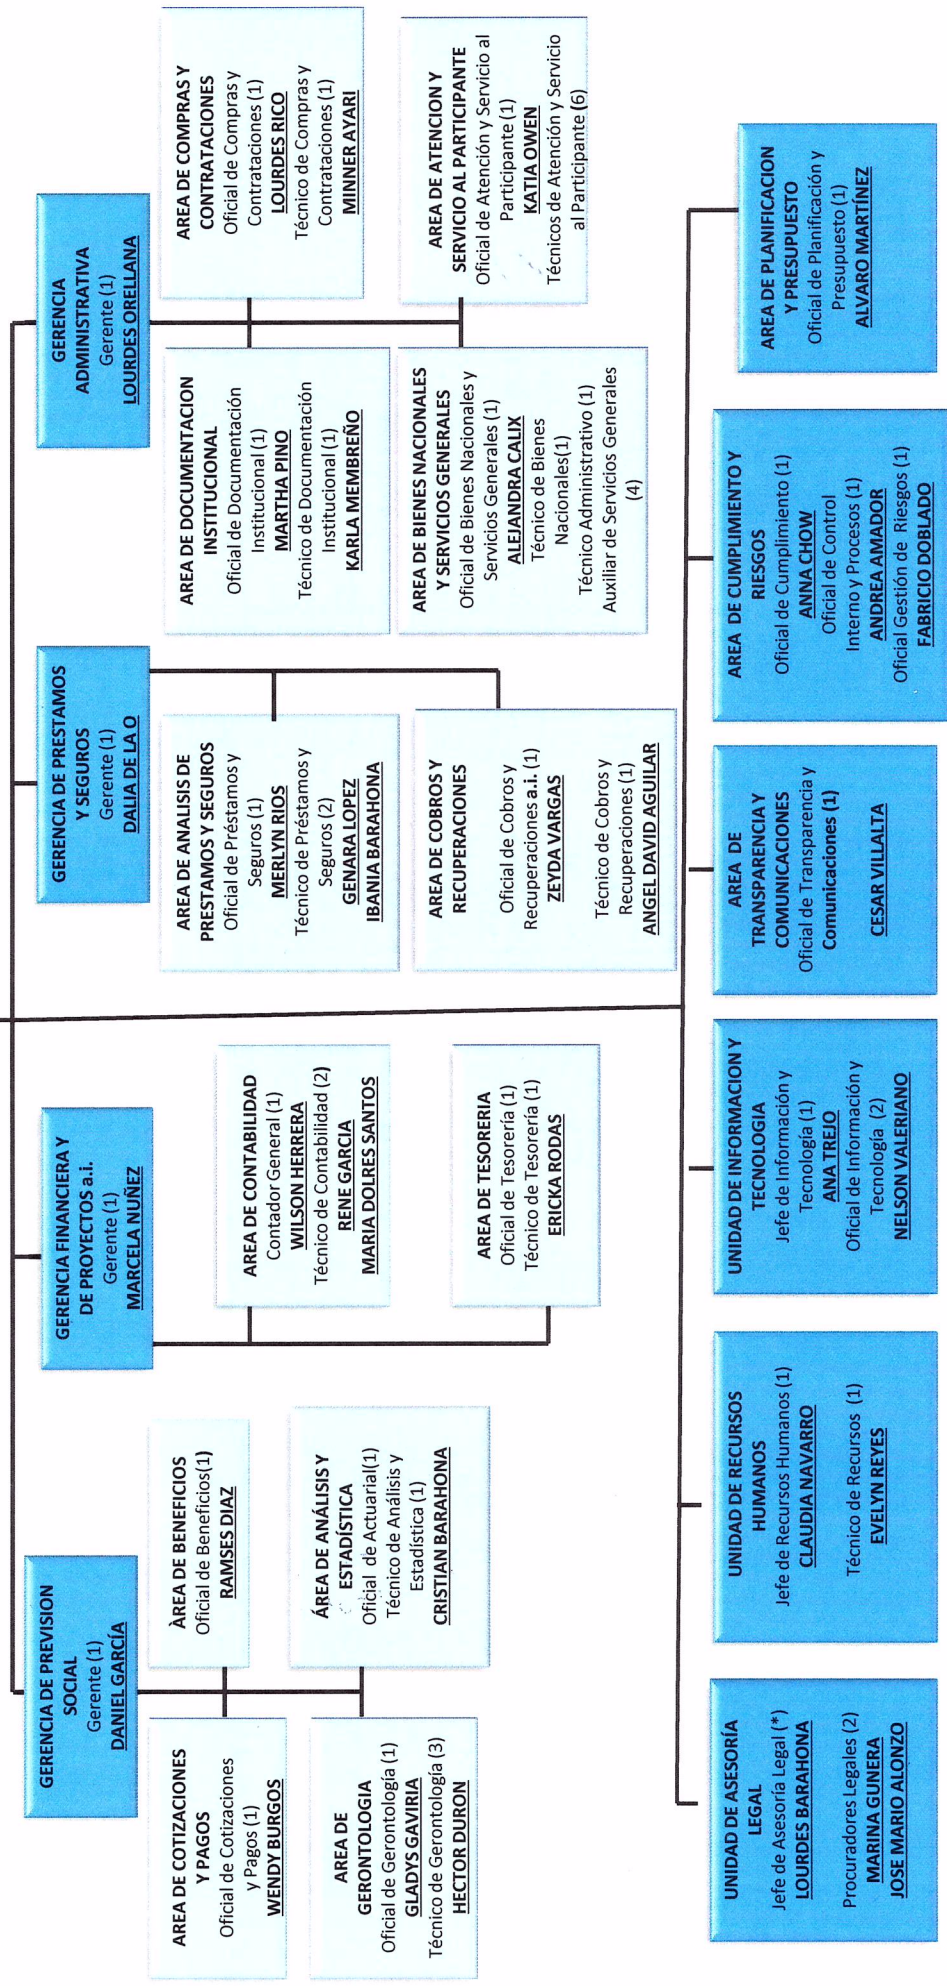 GERENCIA DE PREVISION
SOCIAL
Gerente (1)
DANIEL GARCÍA
AREA DE COTIZACIONES
Y PAGOS
Oficial de Cotizaciones
y Pagos (1)
WENDY BURGOS
ÀREA DE BENEFICIOS
Oficial de Beneficios(1)
RAMSES DIAZ
AREA DE
GERONTOLOGIA
Oficial de Gerontología (1)
GLADYS GAVIRIA
Técnico de Gerontología (3)
HECTOR DURON
ÁREA DE ANÁLISIS Y
ESTADÍSTICA
Oficial de Actuarial(1)
Técnico de Análisis y
Estadística (1)
CRISTIAN BARAHONA
GERENCIA FINANCIERA Y
DE PROYECTOS a.i.
Gerente (1)
MARCELA NUÑEZ
AREA DE CONTABILIDAD
Contador General (1)
WILSON HERRERA
Técnico de Contabilidad (2)
RENE GARCIA
MARIA DOLRES SANTOS
AREA DE TESORERIA
Oficial de Tesorería (1)
Técnico de Tesorería (1)
ERICKA RODAS
GERENCIA DE PRESTAMOS
Y SEGUROS
Gerente (1)
DALIA DE LA O
AREA DE ANALISIS DE
PRESTAMOS Y SEGUROS
Oficial de Préstamos y
Seguros (1)
MERLYN RIOS
Técnico de Préstamos y
Seguros (2)
GENARA LOPEZ
IBANIA BARAHONA
AREA DE COBROS Y
RECUPERACIONES
Oficial de Cobros y
Recuperaciones a.i. (1)
ZEYDA VARGAS
Técnico de Cobros y
Recuperaciones (1)
ANGEL DAVID AGUILAR
GERENCIA
ADMINISTRATIVA
Gerente (1)
LOURDES ORELLANA
AREA DE DOCUMENTACION
INSTITUCIONAL
Oficial de Documentación
Institucional (1)
MARTHA PINO
Técnico de Documentación
Institucional (1)
KARLA MEMBREÑO
AREA DE COMPRAS Y
CONTRATACIONES
Oficial de Compras y
Contrataciones (1)
LOURDES RICO
Técnico de Compras y
Contrataciones (1)
MINNER AYARI
AREA DE BIENES NACIONALES
Y SERVICIOS GENERALES
Oficial de Bienes Nacionales y
Servicios Generales (1)
ALEJANDRA CALIX
Técnico de Bienes
Nacionales(1)
Técnico Administrativo (1)
Auxiliar de Servicios Generales
(4)
AREA DE ATENCION Y
SERVICIO AL PARTICIPANTE
Oficial de Atención y Servicio al
Participante (1)
KATIA OWEN
Técnicos de Atención y Servicio
al Participante (6)
UNIDAD DE ASESORÍA
LEGAL
Jefe de Asesoría Legal (*)
LOURDES BARAHONA
Procuradores Legales (2)
MARINA GUNERA
JOSE MARIO ALONZO
UNIDAD DE RECURSOS
HUMANOS
Jefe de Recursos Humanos (1)
CLAUDIA NAVARRO
Técnico de Recursos (1)
EVELYN REYES
UNIDAD DE INFORMACION Y
TECNOLOGIA
Jefe de Información y
Tecnología (1)
ANA TREJO
Oficial de Información y
Tecnología (2)
NELSON VALERIANO
AREA DE
TRANSPARENCIA Y
COMUNICACIONES
Oficial de Transparencia y
Comunicaciones (1)
CESAR VILLALTA
AREA DE CUMPLIMIENTO Y
RIESGOS
Oficial de Cumplimiento (1)
ANNA CHOW
Oficial de Control
Interno y Procesos (1)
ANDREA AMADOR
Oficial Gestión de Riesgos (1)
FABRICIO DOBLADO
AREA DE PLANIFICACION
Y PRESUPUESTO
Oficial de Planificación y
Presupuesto (1)
ALVARO MARTÍNEZ